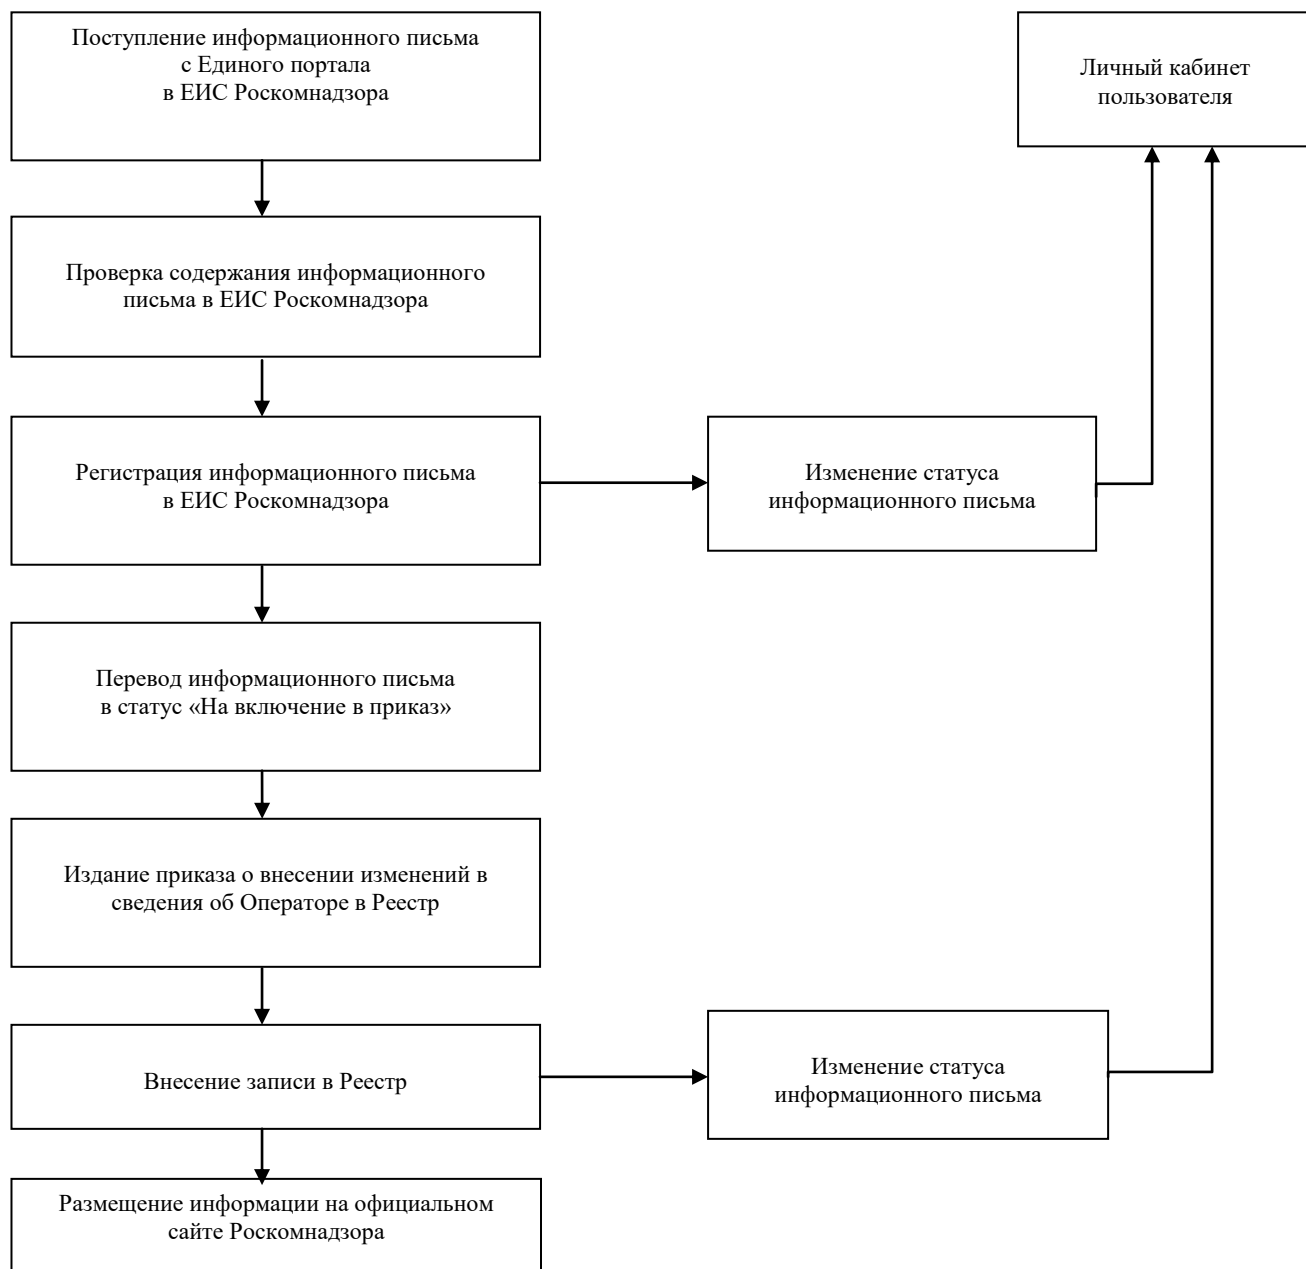 Поступление информационного письма
с Единого портала
в ЕИС Роскомнадзора
Личный кабинет
пользователя
Проверка содержания информационного
письма в ЕИС Роскомнадзора
Регистрация информационного письма
в ЕИС Роскомнадзора
Изменение статуса
информационного письма
Перевод информационного письма
в статус «На включение в приказ»
Издание приказа о внесении изменений в
сведения об Операторе в Реестр
Внесение записи в Реестр
Изменение статуса
информационного письма
Размещение информации на официальном
сайте Роскомнадзора